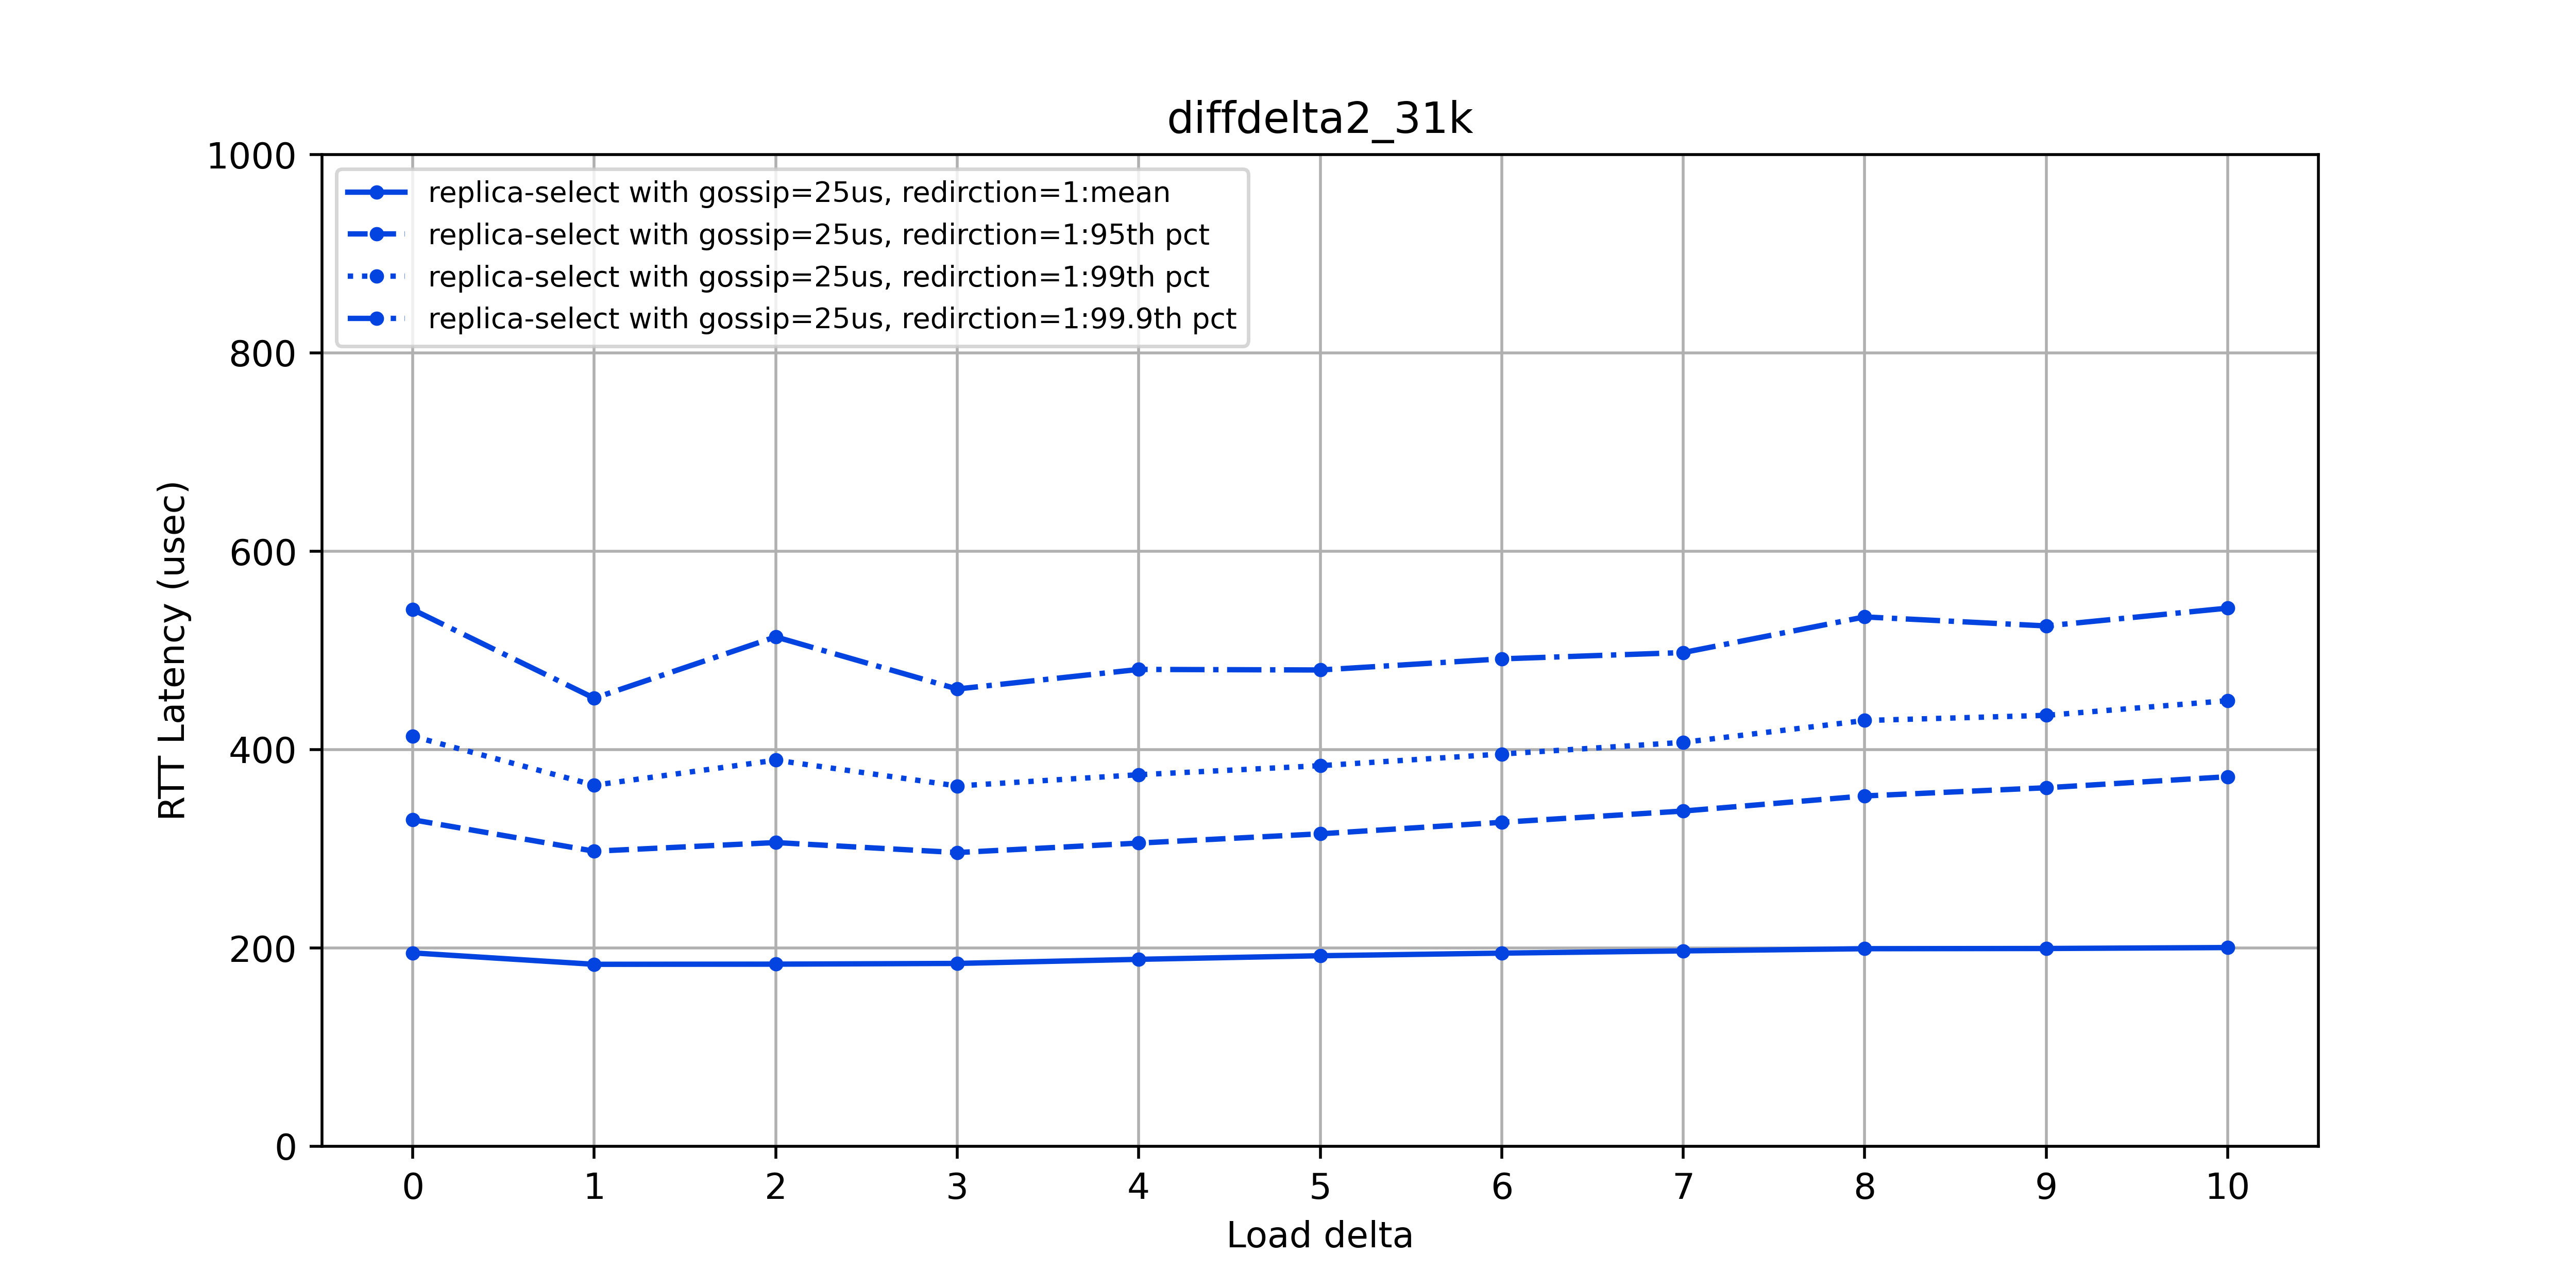 diffdelta2_31k
1000
800
600
400
200
0
RTT Latency (usec)
replica-select with gossip=25us, redirction=1:mean
replica-select with gossip=25us, redirction=1:95th pct
replica-select with gossip=25us, redirction=1:99th pct
replica-select with gossip=25us, redirction=1:99.9th pct
0 1 2 3 4 5 6 7 8 9 10
Load delta